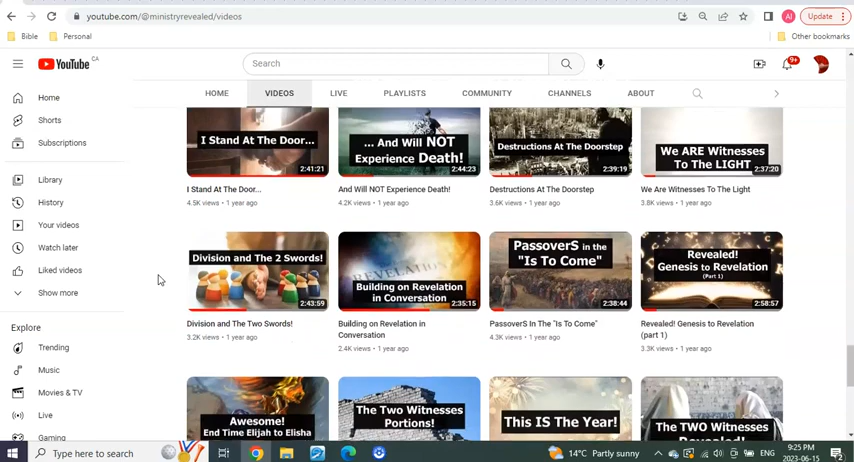 youtube.com/@ministryrevealed/videos
AI
Update
Bible
Personal
Other bookmarks
YouTube CA
Search
9+
HOME
VIDEOS
LIVE
PLAYLISTS
COMMUNITY
CHANNELS
ABOUT
Home
Shorts
Subscriptions
Library
History
Your videos
Watch later
Liked videos
Show more
Explore
Trending
Music
Movies & TV
Live
Gaming
I Stand At The Door...
2:41:21
I Stand At The Door...
4.5K views • 1 year ago
... And Will NOT
Experience Death!
2:44:23
And Will NOT Experience Death!
4.2K views • 1 year ago
Destructions At The Doorstep
2:39:19
Destructions At the Doorstep
3.6K views • 1 year ago
We ARE Witnesses
To The LIGHT
2:37:20
We Are Witnesses To The LIGHT
3.8K views • 1 year ago
Division and The 2 Swords!
2:43:59
Division and The Two Swords!
3.2K views • 1 year ago
REVELATION
Building on Revelation
in Conversation
2:35:15
Building on Revelation in
Conversation
2.4K views • 1 year ago
PassoverS in the
"Is To Come"
2:38:44
PassoverS In The "Is To Come"
4.3K views • 1 year ago
Revealed!
Genesis to Revelation
(Part 1)
2:58:57
Revealed! Genesis to Revelation
(part 1)
3.3K views • 1 year ago
Awesome!
End Time Elijah to Elisha
The Two Witnesses
Portions!
This IS The Year!
The TWO Witnesses
Revealed!
Type here to search
14°C Partly sunny
ENG
9:25 PM
2023-06-15
2